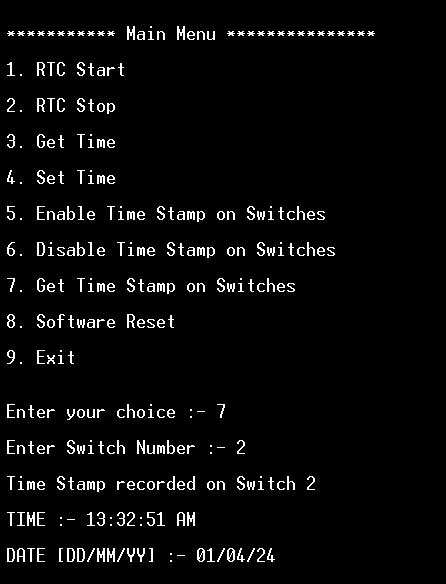 *********** Main Menu ***************
1. RTC Start
2. RTC Stop
3. Get Time
4. Set Time
5. Enable Time Stamp on Switches
6. Disable Time Stamp on Switches
7. Get Time Stamp on Switches
8. Software Reset
9. Exit
Enter your choice :- 7
Enter Switch Number :- 2
Time Stamp recorded on Switch 2
TIME :- 13:32:51 AM
DATE [DD/MM/YY] :- 01/04/24